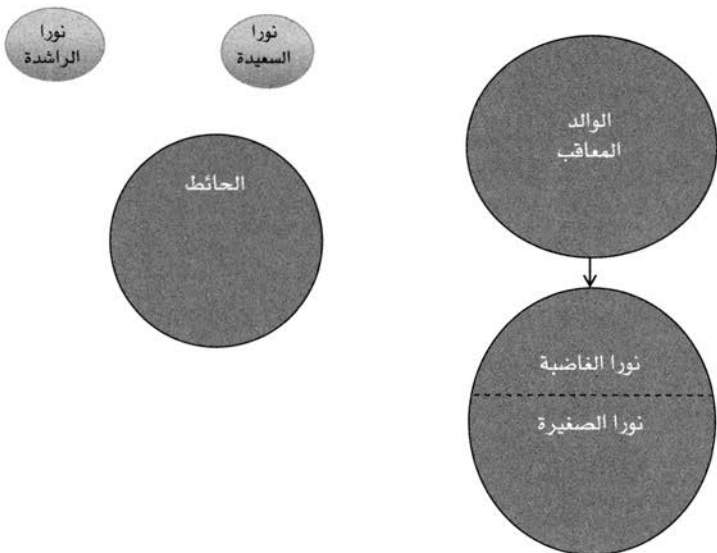 نورا
الراشدة
نورا
السعيدة
الوالد
المعاقب
الحائط
نورا الغاضبة
نورا الصغيرة